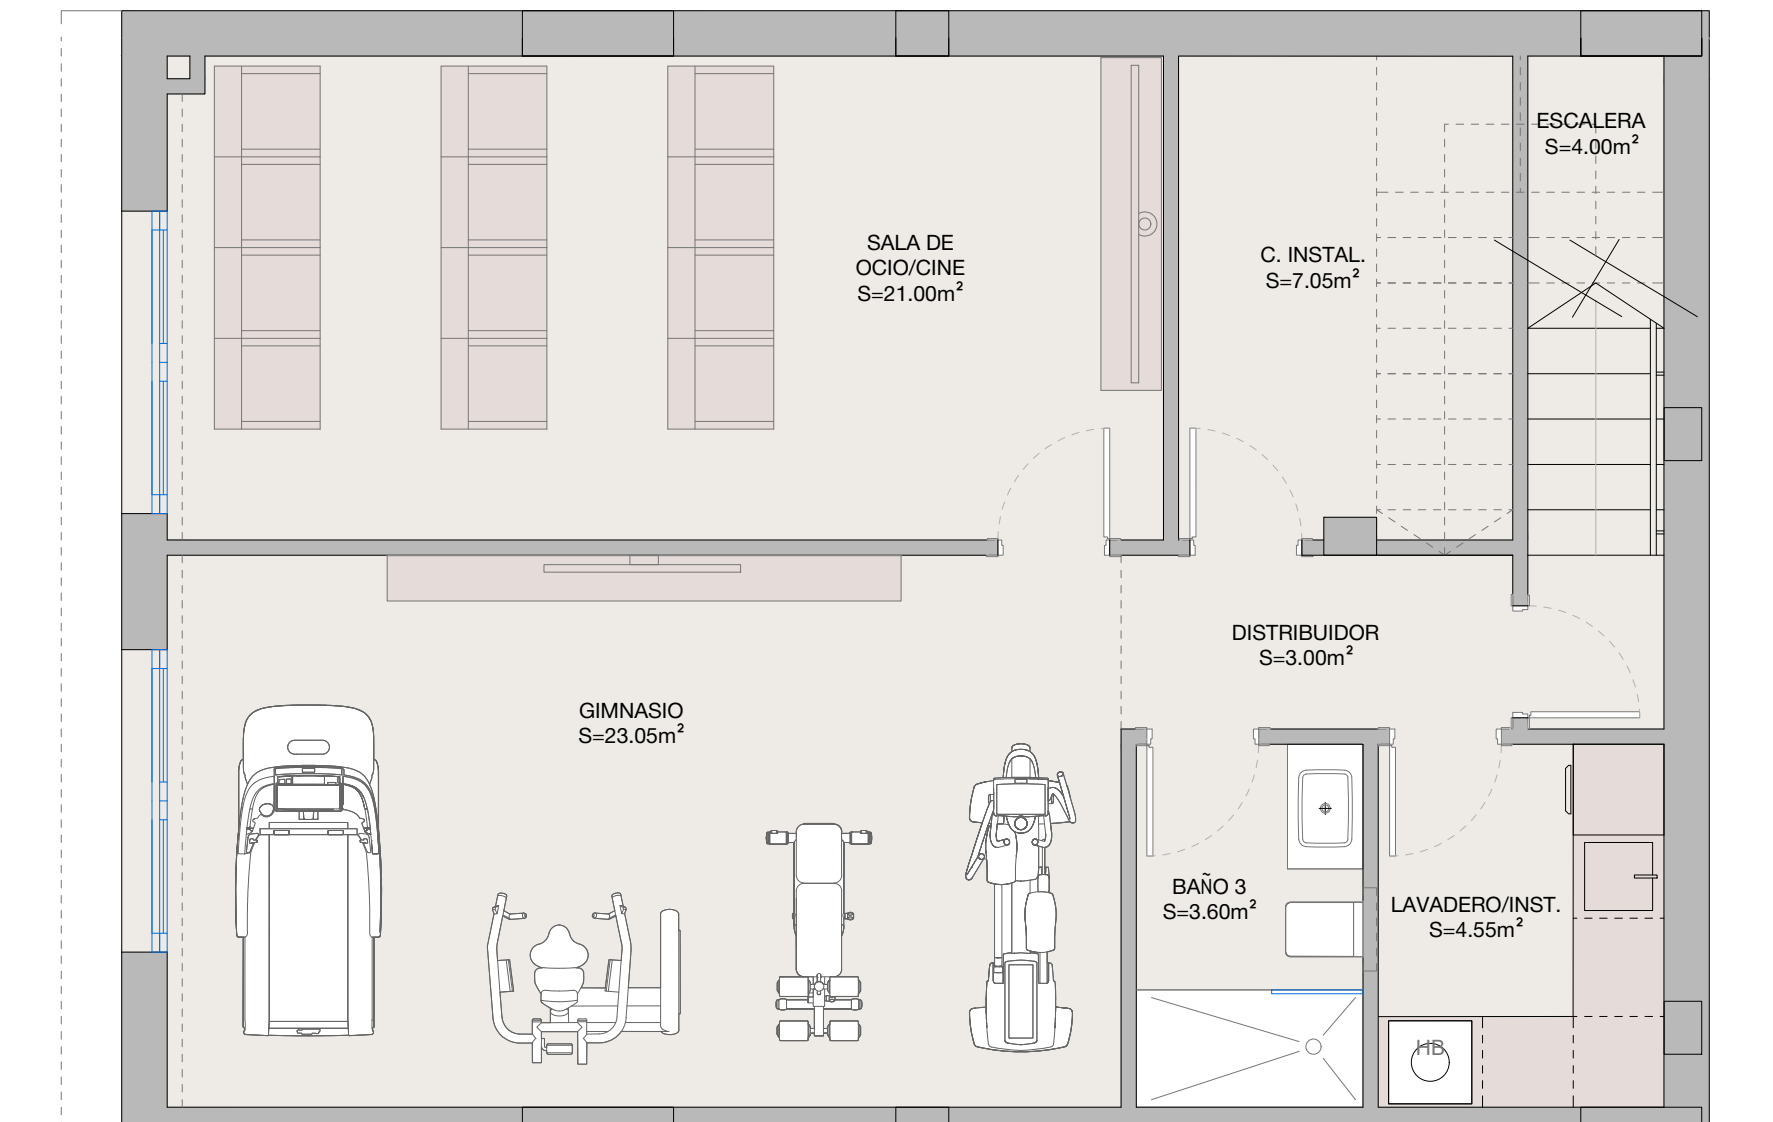 ESCALERA
S=4.00m²
SALA DE
OCIO/CINE
S=21.00m²
C. INSTAL.
S=7.05m²
DISTRIBUIDOR
S=3.00m²
GIMNASIO
S=23.05m²
BAÑO 3
S=3.60m²
LAVADERO/INST.
S=4.55m²
HB